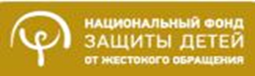 НАЦИОНАЛЬНЫЙ ФОНД
ЗАЩИТЫ ДЕТЕЙ
ОТ ЖЕСТОКОГО ОБРАЩЕНИЯ